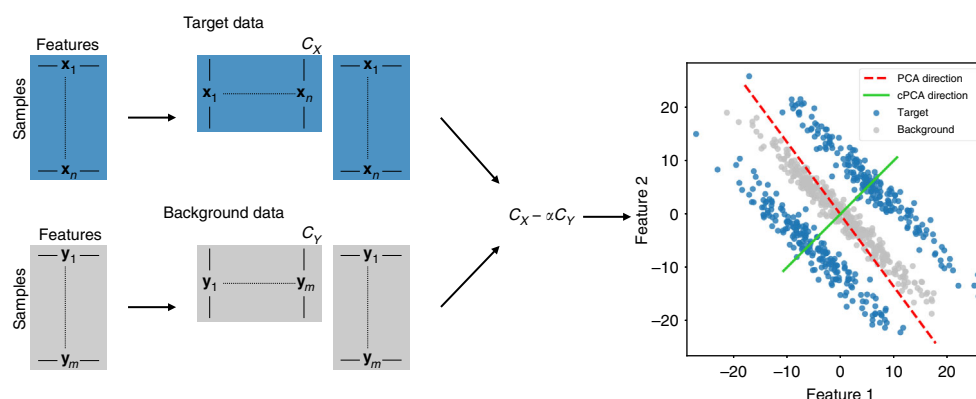 Target data
Features
C_X
x_1
x_1 x_n
x_1
Samples
x_n
x_n
Background data
Features
C_Y
y_1
y_1 y_m
y_1
Samples
y_m
y_m
C_X – αC_Y
PCA direction
cPCA direction
Target
Background
Feature 2
20
10
0
–10
–20
–20 –10 0 10 20
Feature 1